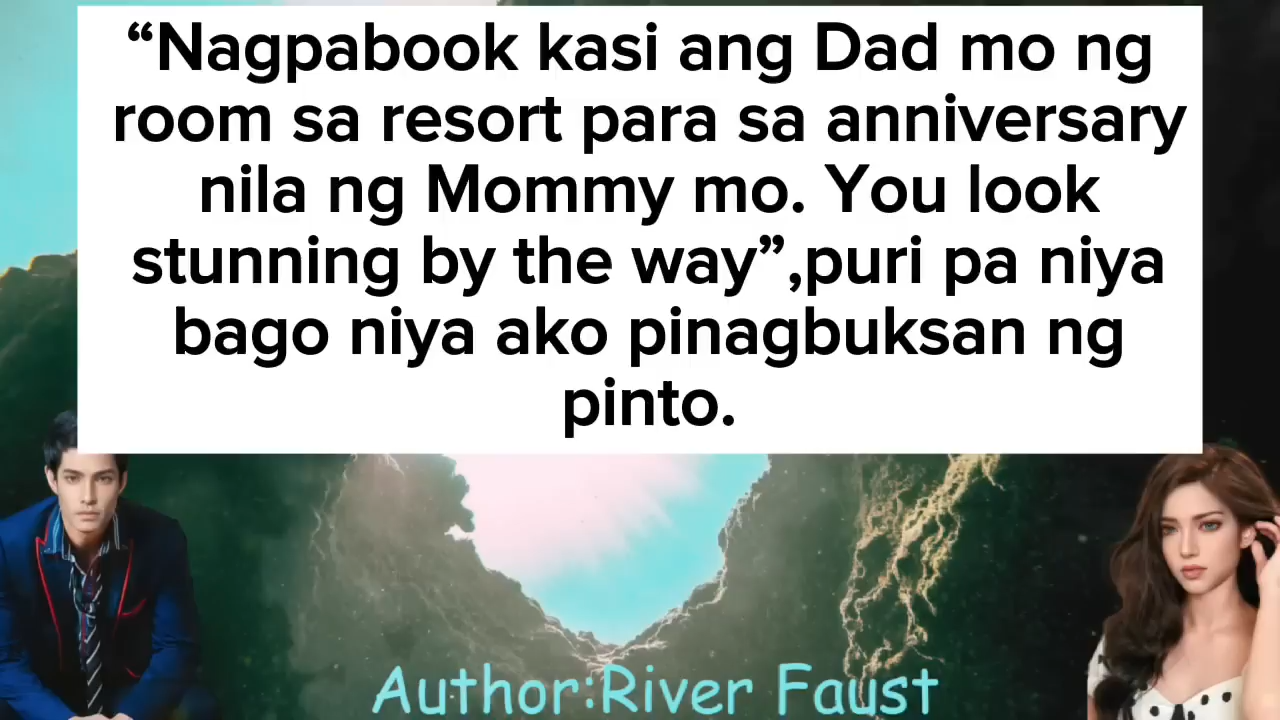 “Nagpabook kasi ang Dad mo ng
room sa resort para sa anniversary
nila ng Mommy mo. You look
stunning by the way”,puri pa niya
bago niya ako pinagbuksan ng
pinto.
Author:River Faust